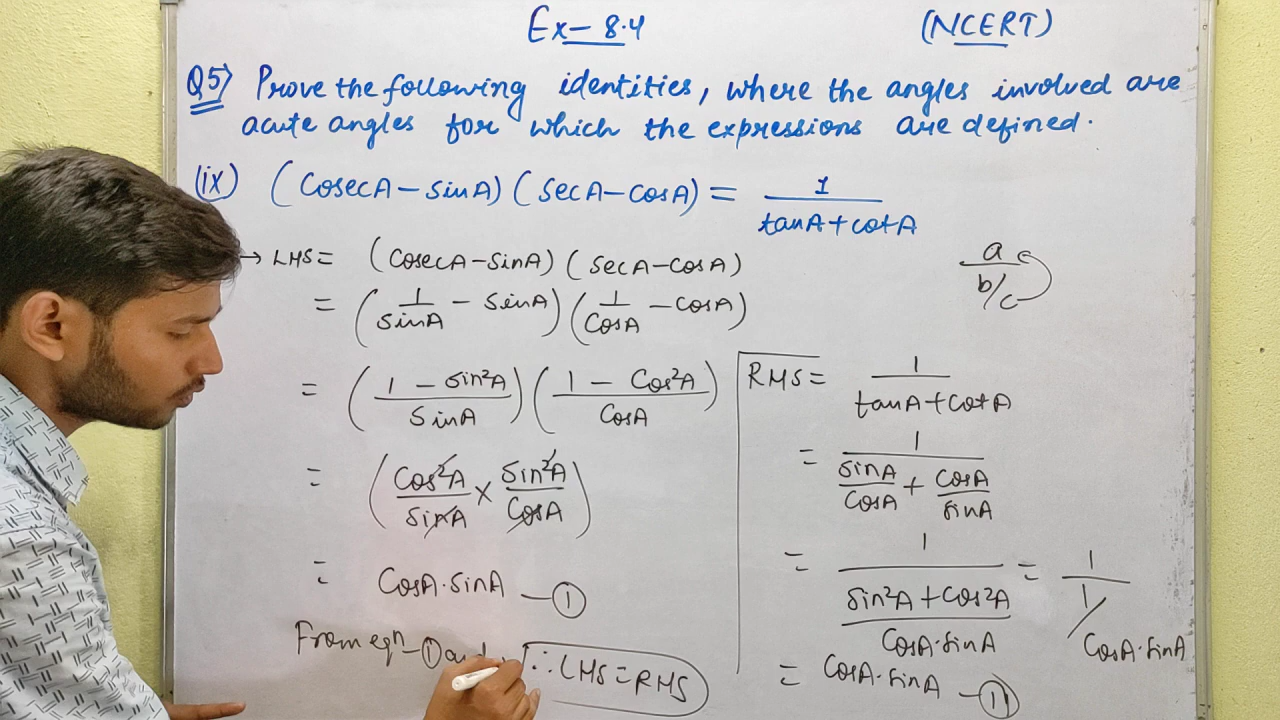 Ex-8.4 (NCERT)
Q5) Prove the following identities, where the angles involved are
acute angles for which the expressions are defined.
(ix) (CosecA-SinA)(SecA-CosA) = 1/(tanA+cotA)
→ LHS = (CosecA-SinA)(SecA-CosA)
= (1/SinA - SinA)(1/CosA - CosA)
= ((1 - Sin²A)/SinA)((1 - Cos²A)/CosA)
= (Cos²A/SinA × Sin²A/CosA)
= CosA·SinA —①
From eqⁿ-① and
∴ LHS = RHS
a/(b/c)
RHS = 1/(tanA+cotA)
= 1/(SinA/CosA + CosA/SinA)
= 1/((Sin²A+Cos²A)/(CosA·SinA)) = 1/(1/(CosA·SinA))
= CosA·SinA —⑪